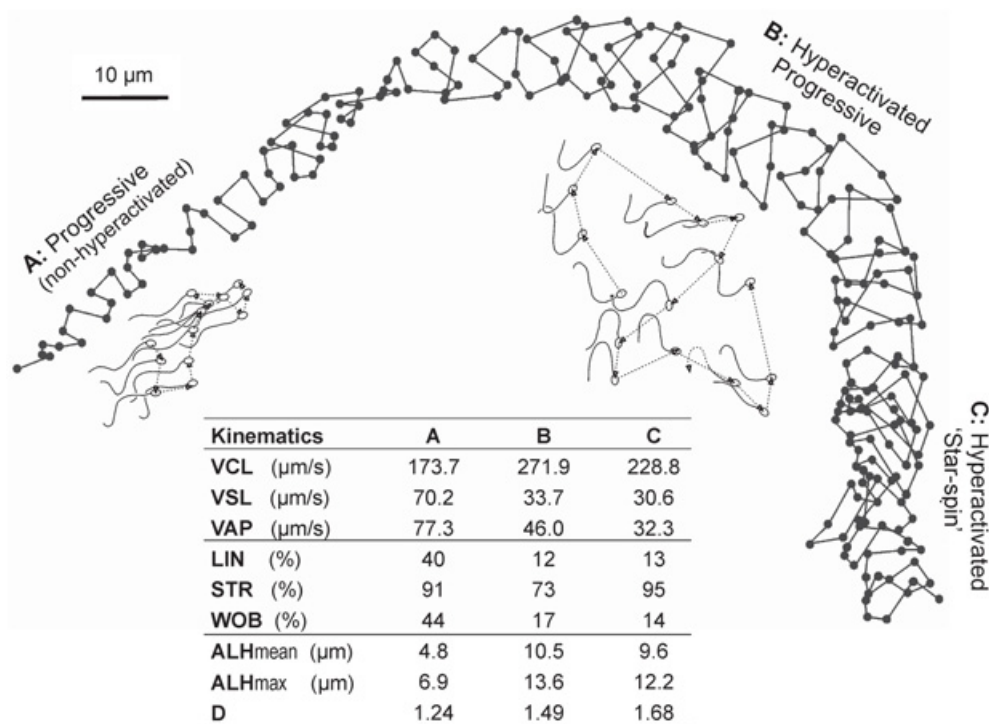 10 µm
A: Progressive
(non-hyperactivated)
B: Hyperactivated
Progressive
C: Hyperactivated
'Star-spin'
Kinematics A B C
VCL (µm/s) 173.7 271.9 228.8
VSL (µm/s) 70.2 33.7 30.6
VAP (µm/s) 77.3 46.0 32.3
LIN (%) 40 12 13
STR (%) 91 73 95
WOB (%) 44 17 14
ALHmean (µm) 4.8 10.5 9.6
ALHmax (µm) 6.9 13.6 12.2
D 1.24 1.49 1.68